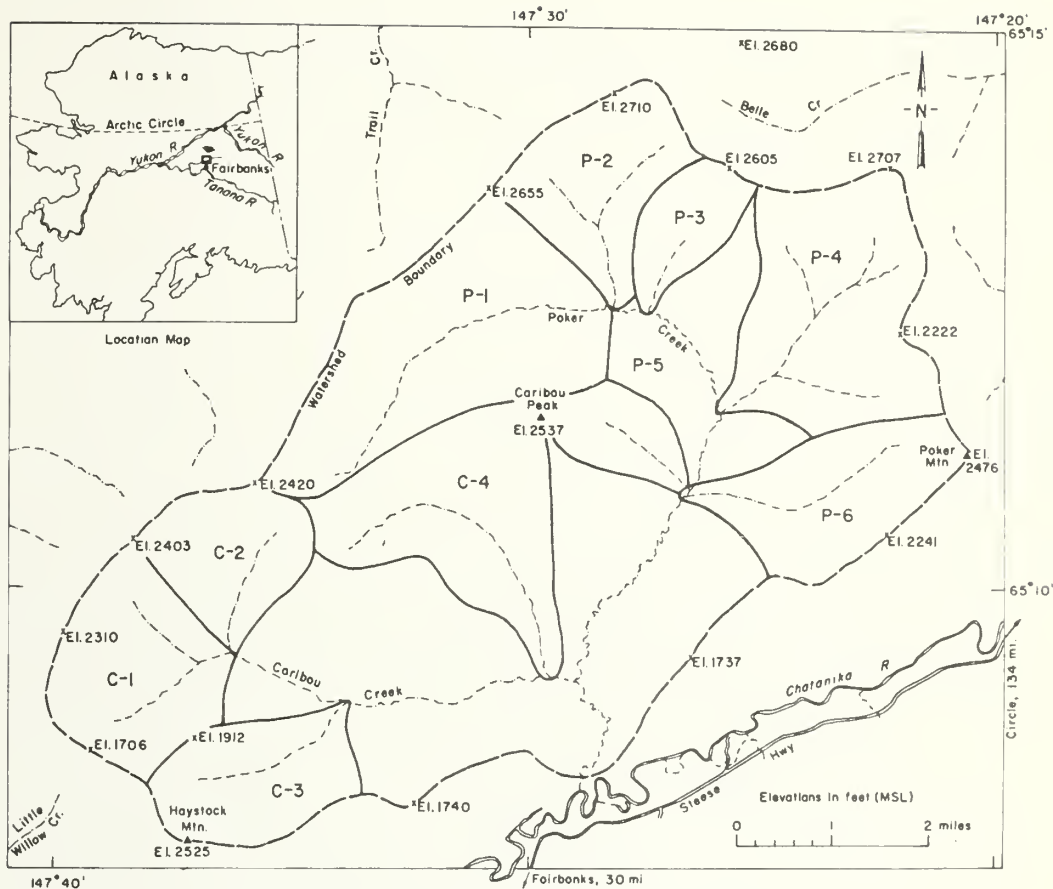 147° 30'
147° 20'
65° 15'
x El. 2680
Alaska
Arctic Circle
Yukon R
Yukon R
Fairbanks
Tanana R
Location Map
Trail Cr.
Belle Cr
N
El. 2710
P-2
El. 2605
El. 2707
El. 2655
P-3
P-4
Watershed Boundary
P-1
Poker Creek
El. 2222
P-5
Caribou
Peak
El. 2537
Poker
Mtn
El.
2476
El. 2420
C-4
P-6
El. 2403
C-2
El. 2241
65° 10'
El. 2310
C-1
Caribou Creek
El. 1737
Chatanika R
Circle, 134 mi.
El. 1706
El. 1912
Steese Hwy
C-3
El. 1740
Elevations in feet (MSL)
0 1 2 miles
Little
Willow Cr.
Haystack
Mtn.
El. 2525
147° 40'
Fairbanks, 30 mi